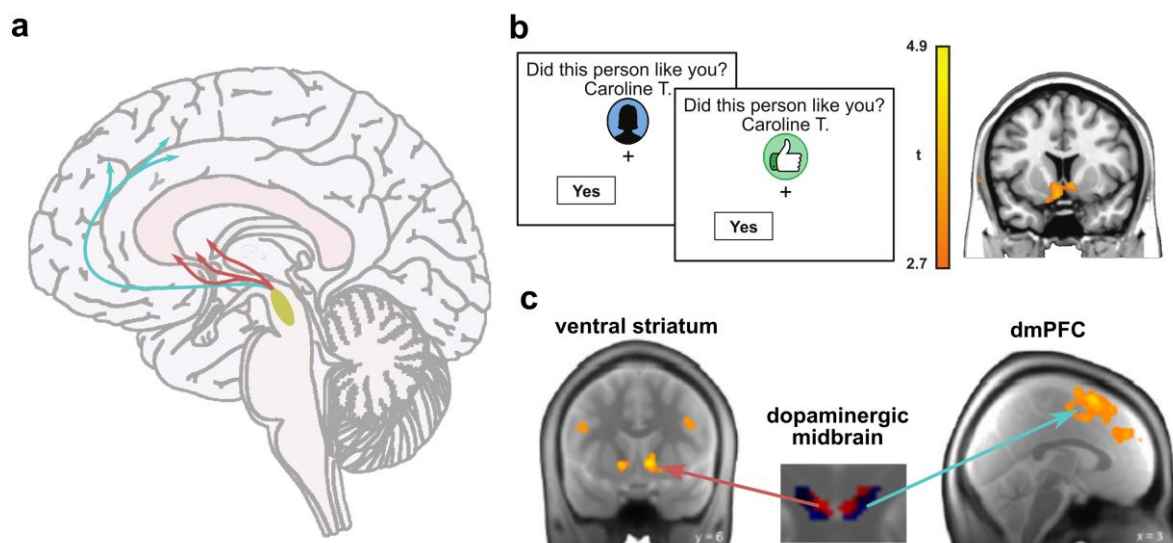 a
b
Did this person like you?
Caroline T.
+
Yes
Did this person like you?
Caroline T.
+
Yes
4.9
t
2.7
c
ventral striatum
dopaminergic
midbrain
dmPFC
y = 6
x = 3